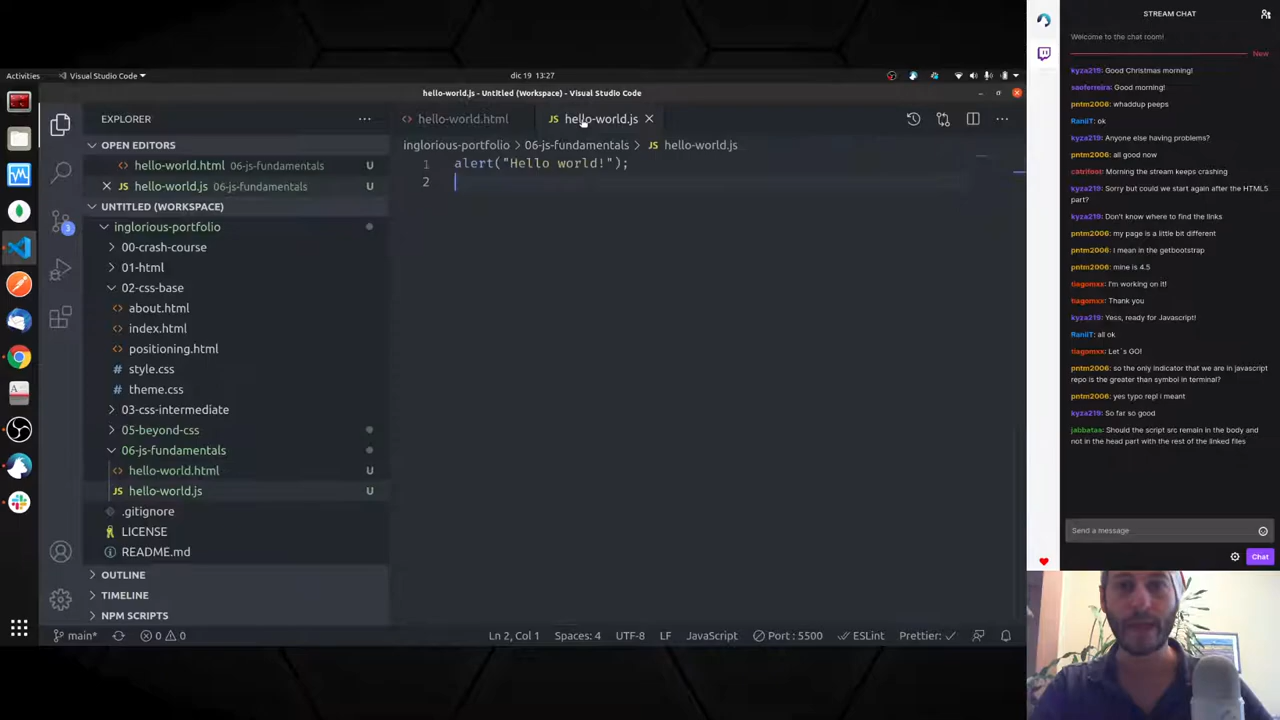 Activities
Visual Studio Code
dic 19 13:27
hello-world.js - Untitled (Workspace) - Visual Studio Code
EXPLORER
hello-world.html
JS hello-world.js
OPEN EDITORS
hello-world.html 06-js-fundamentals U
JS hello-world.js 06-js-fundamentals U
UNTITLED (WORKSPACE)
inglorious-portfolio
00-crash-course
01-html
02-css-base
about.html
index.html
positioning.html
style.css
theme.css
03-css-intermediate
05-beyond-css
06-js-fundamentals
hello-world.html U
JS hello-world.js U
.gitignore
LICENSE
README.md
OUTLINE
TIMELINE
NPM SCRIPTS
3
inglorious-portfolio > 06-js-fundamentals > JS hello-world.js
1 alert("Hello world!");
2
main*
0 0
Ln 2, Col 1
Spaces: 4
UTF-8
LF
JavaScript
Port : 5500
ESLint
Prettier:
STREAM CHAT
Welcome to the chat room!
New
kyza219: Good Christmas morning!
saoferreira: Good morning!
pntm2006: whaddup peeps
RaniiT: ok
kyza219: Anyone else having problems?
pntm2006: all good now
: Morning the stream keeps crashing
kyza219: Sorry but could we start again after the HTML5
part?
kyza219: Don't know where to find the links
pntm2006: my page is a little bit different
pntm2006: I mean in the getbootstrap
pntm2006: mine is 4.5
tiagomxx: I'm working on it!
tiagomxx: Thank you
kyza219: Yess, ready for Javascript!
RaniiT: all ok
tiagomxx: Let´s GO!
pntm2006: so the only indicator that we are in javascript
repo is the greater than symbol in terminal?
pntm2006: yes typo repl i meant
kyza219: So far so good
jabbataa: Should the script src remain in the body and
not in the head part with the rest of the linked files
Send a message
Chat